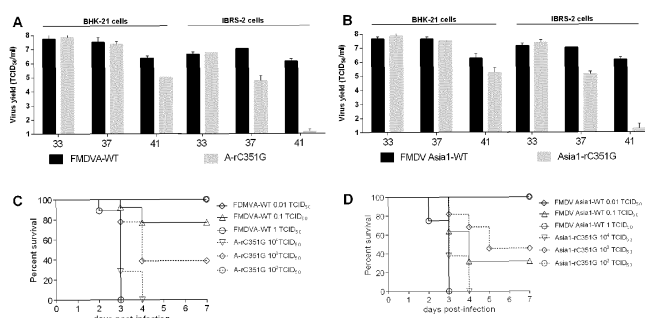 A
BHK-21 cells IBRS-2 cells
Virus yield (TCID50/ml)
8
7
6
5
4
3
2
1
33 37 41 33 37 41
FMDVA-WT A-rC351G
B
BHK-21 cells IBRS-2 cells
Virus yield (TCID50/ml)
8
7
6
5
4
3
2
1
33 37 41 33 37 41
FMDV Asia1-WT Asia1-rC351G
C
Percent survival
100
80
60
40
20
0
0 1 2 3 4 5 6 7
days post-infection
FDMVA-WT 0.01 TCID50
FMDVA-WT 0.1 TCID50
FMDVA-WT 1 TCID50
A-rC351G TCID50
A-rC351G TCID50
A-rC351G TCID50
D
Percent survival
100
80
60
40
20
0
0 1 2 3 4 5 6 7
days post-infection
FMDV Asia1-WT 0.01 TCID50
FMDV Asia1-WT 0.1 TCID50
FMDV Asia1-WT 1 TCID50
Asia1-rC351G TCID50
Asia1-rC351G TCID50
Asia1-rC351G TCID50